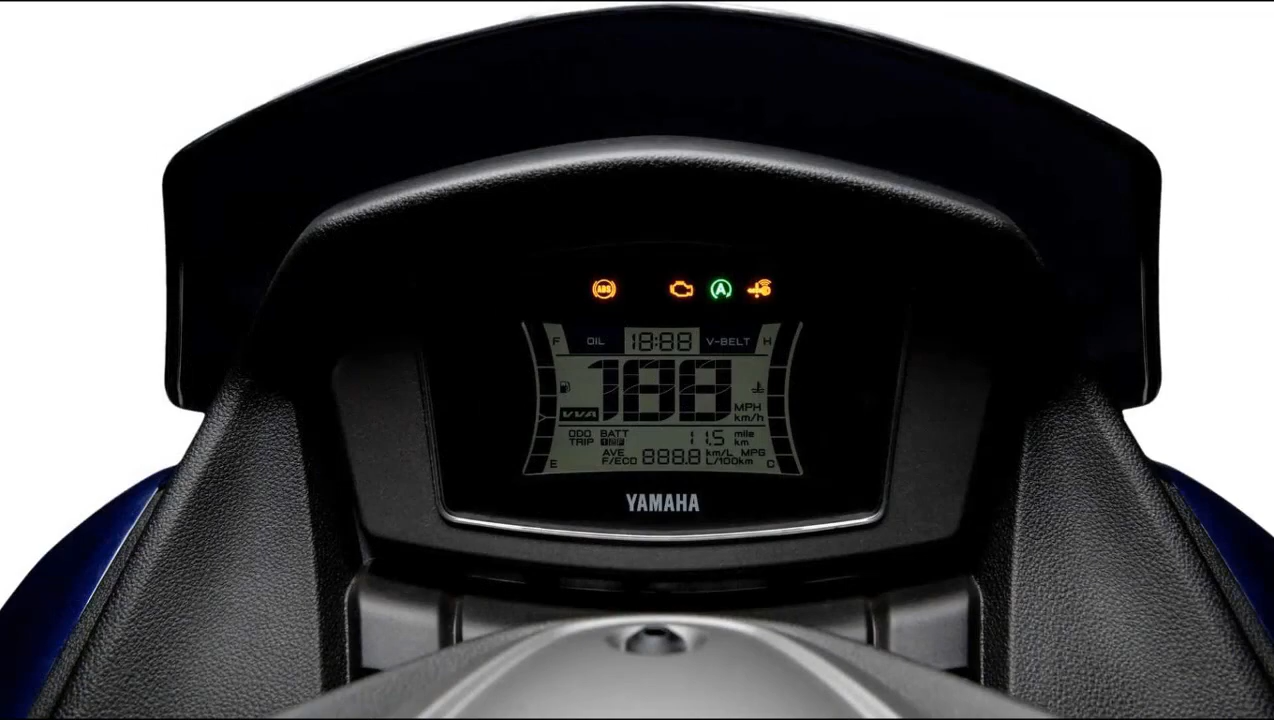 ABS A
F OIL 18:88 V-BELT H
188
VVA MPH
km/h
ODO BATT 11.5 mile
TRIP km
AVE km/L MPG
E F/ECO 888.8 L/100km C
YAMAHA